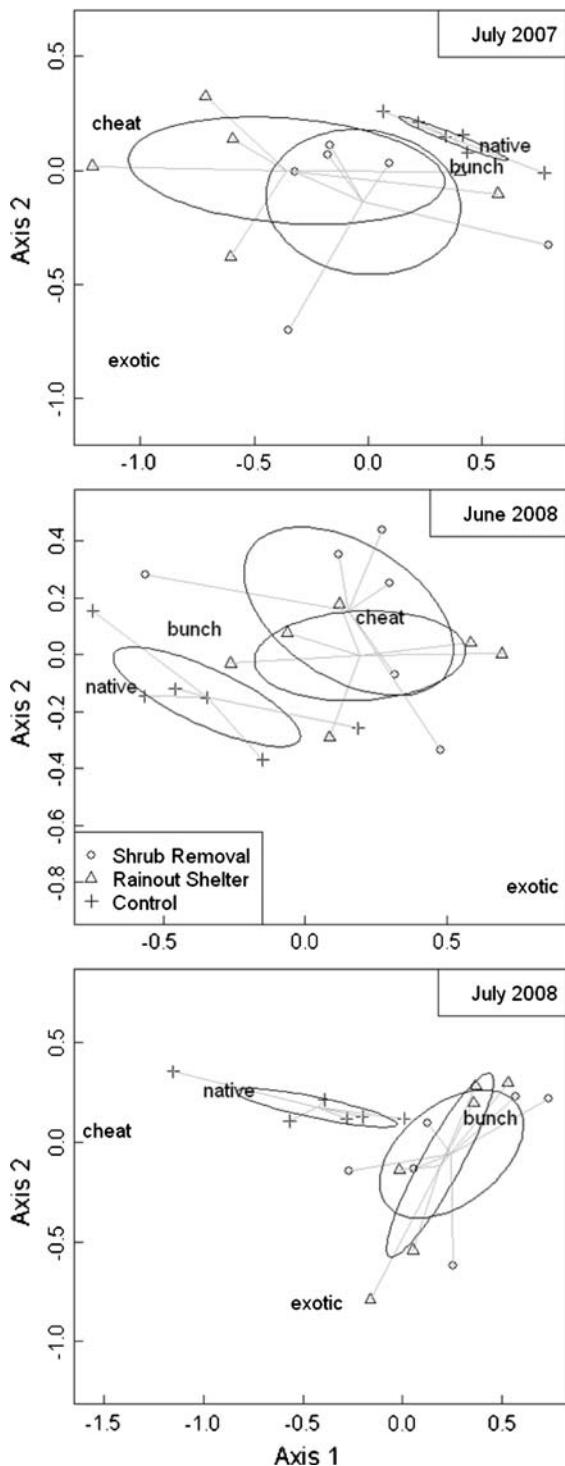 July 2007
0.5
0.0
-0.5
-1.0
Axis 2
cheat
native
bunch
exotic
-1.0 -0.5 0.0 0.5
June 2008
0.4
0.2
0.0
-0.2
-0.4
-0.6
-0.8
Axis 2
bunch
cheat
native
Shrub Removal
Rainout Shelter
Control
exotic
-0.5 0.0 0.5
July 2008
0.5
0.0
-0.5
-1.0
Axis 2
native
bunch
cheat
exotic
-1.5 -1.0 -0.5 0.0 0.5
Axis 1